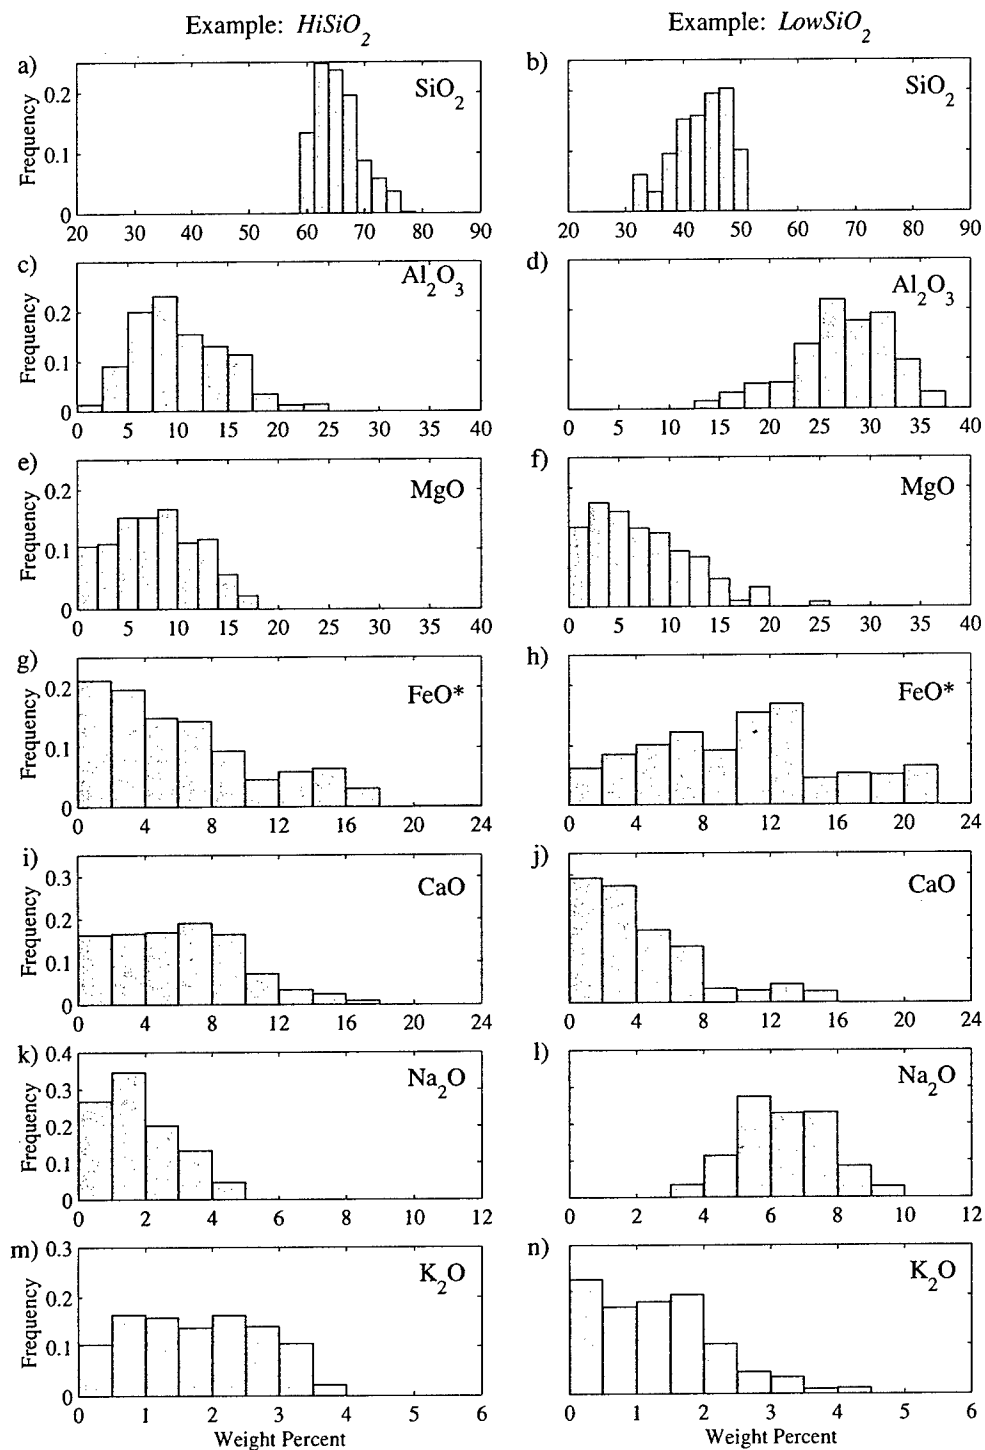 Example: HiSiO2
Example: LowSiO2
a)
SiO2
Frequency
0.2
0.1
0
20 30 40 50 60 70 80 90
b)
SiO2
20 30 40 50 60 70 80 90
c)
Al2O3
Frequency
0.2
0.1
0
0 5 10 15 20 25 30 35 40
d)
Al2O3
0 5 10 15 20 25 30 35 40
e)
MgO
Frequency
0.2
0.1
0
0 5 10 15 20 25 30 35 40
f)
MgO
0 5 10 15 20 25 30 35 40
g)
FeO*
Frequency
0.2
0.1
0
0 4 8 12 16 20 24
h)
FeO*
0 4 8 12 16 20 24
i)
CaO
Frequency
0.3
0.2
0.1
0
0 4 8 12 16 20 24
j)
CaO
0 4 8 12 16 20 24
k)
Na2O
Frequency
0.4
0.3
0.2
0.1
0
0 2 4 6 8 10 12
l)
Na2O
0 2 4 6 8 10 12
m)
K2O
Frequency
0.3
0.2
0.1
0
0 1 2 3 4 5 6
Weight Percent
n)
K2O
0 1 2 3 4 5 6
Weight Percent